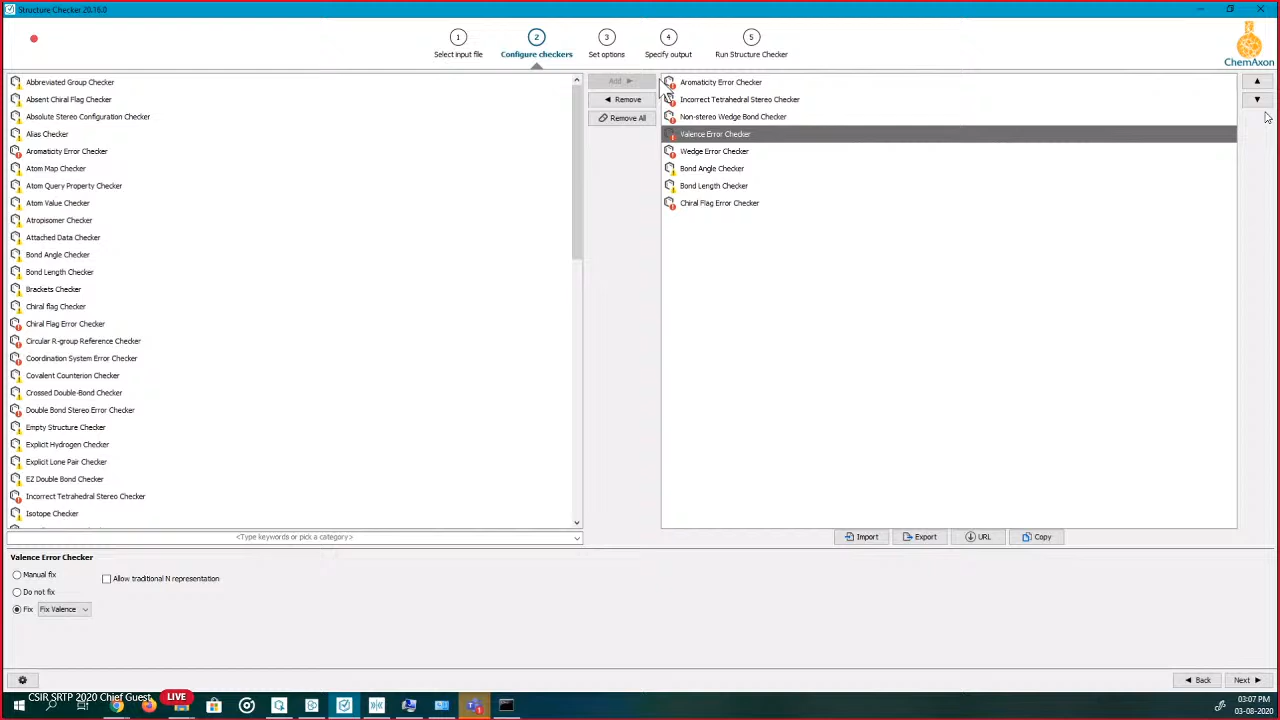 Structure Checker 20.16.0
1
2
3
4
5
Select input file
Configure checkers
Set options
Specify output
Run Structure Checker
ChemAxon
Abbreviated Group Checker
Absent Chiral Flag Checker
Absolute Stereo Configuration Checker
Alias Checker
Aromaticity Error Checker
Atom Map Checker
Atom Query Property Checker
Atom Value Checker
Atropisomer Checker
Attached Data Checker
Bond Angle Checker
Bond Length Checker
Brackets Checker
Chiral flag Checker
Chiral Flag Error Checker
Circular R-group Reference Checker
Coordination System Error Checker
Covalent Counterion Checker
Crossed Double-Bond Checker
Double Bond Stereo Error Checker
Empty Structure Checker
Explicit Hydrogen Checker
Explicit Lone Pair Checker
EZ Double Bond Checker
Incorrect Tetrahedral Stereo Checker
Isotope Checker
<Type keywords or pick a category>
Add
Remove
Remove All
Aromaticity Error Checker
Incorrect Tetrahedral Stereo Checker
Non-stereo Wedge Bond Checker
Valence Error Checker
Wedge Error Checker
Bond Angle Checker
Bond Length Checker
Chiral Flag Error Checker
Import
Export
URL
Copy
Valence Error Checker
Manual fix
Allow traditional N representation
Do not fix
Fix
Fix Valence
Back
Next
CSIR SRTP 2020 Chief Guest
LIVE
03:07 PM
03-08-2020